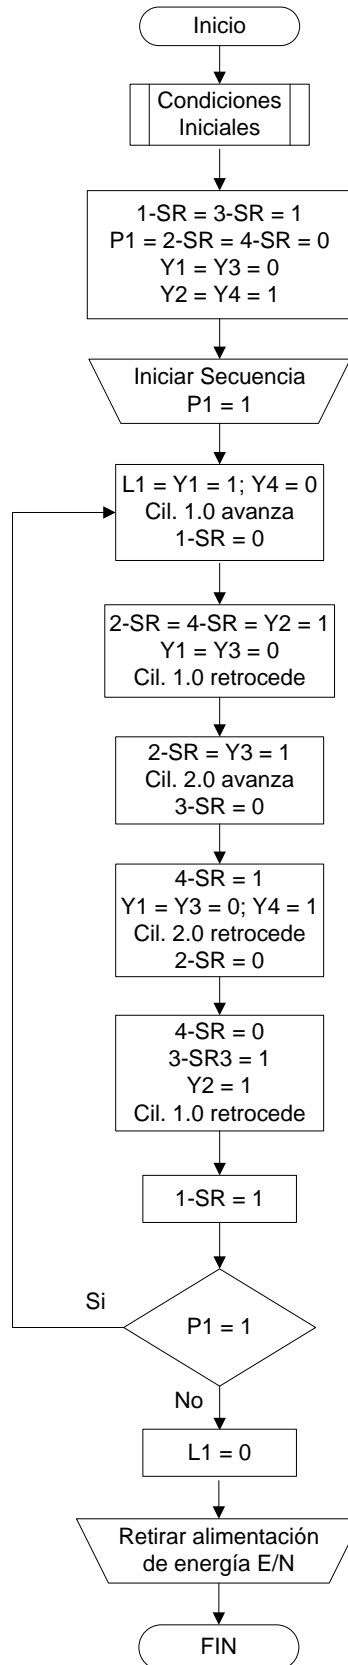 Inicio
Condiciones
Iniciales
1-SR = 3-SR = 1
P1 = 2-SR = 4-SR = 0
Y1 = Y3 = 0
Y2 = Y4 = 1
Iniciar Secuencia
P1 = 1
L1 = Y1 = 1; Y4 = 0
Cil. 1.0 avanza
1-SR = 0
2-SR = 4-SR = Y2 = 1
Y1 = Y3 = 0
Cil. 1.0 retrocede
2-SR = Y3 = 1
Cil. 2.0 avanza
3-SR = 0
4-SR = 1
Y1 = Y3 = 0; Y4 = 1
Cil. 2.0 retrocede
2-SR = 0
4-SR = 0
3-SR3 = 1
Y2 = 1
Cil. 1.0 retrocede
1-SR = 1
Si
P1 = 1
No
L1 = 0
Retirar alimentación
de energía E/N
FIN